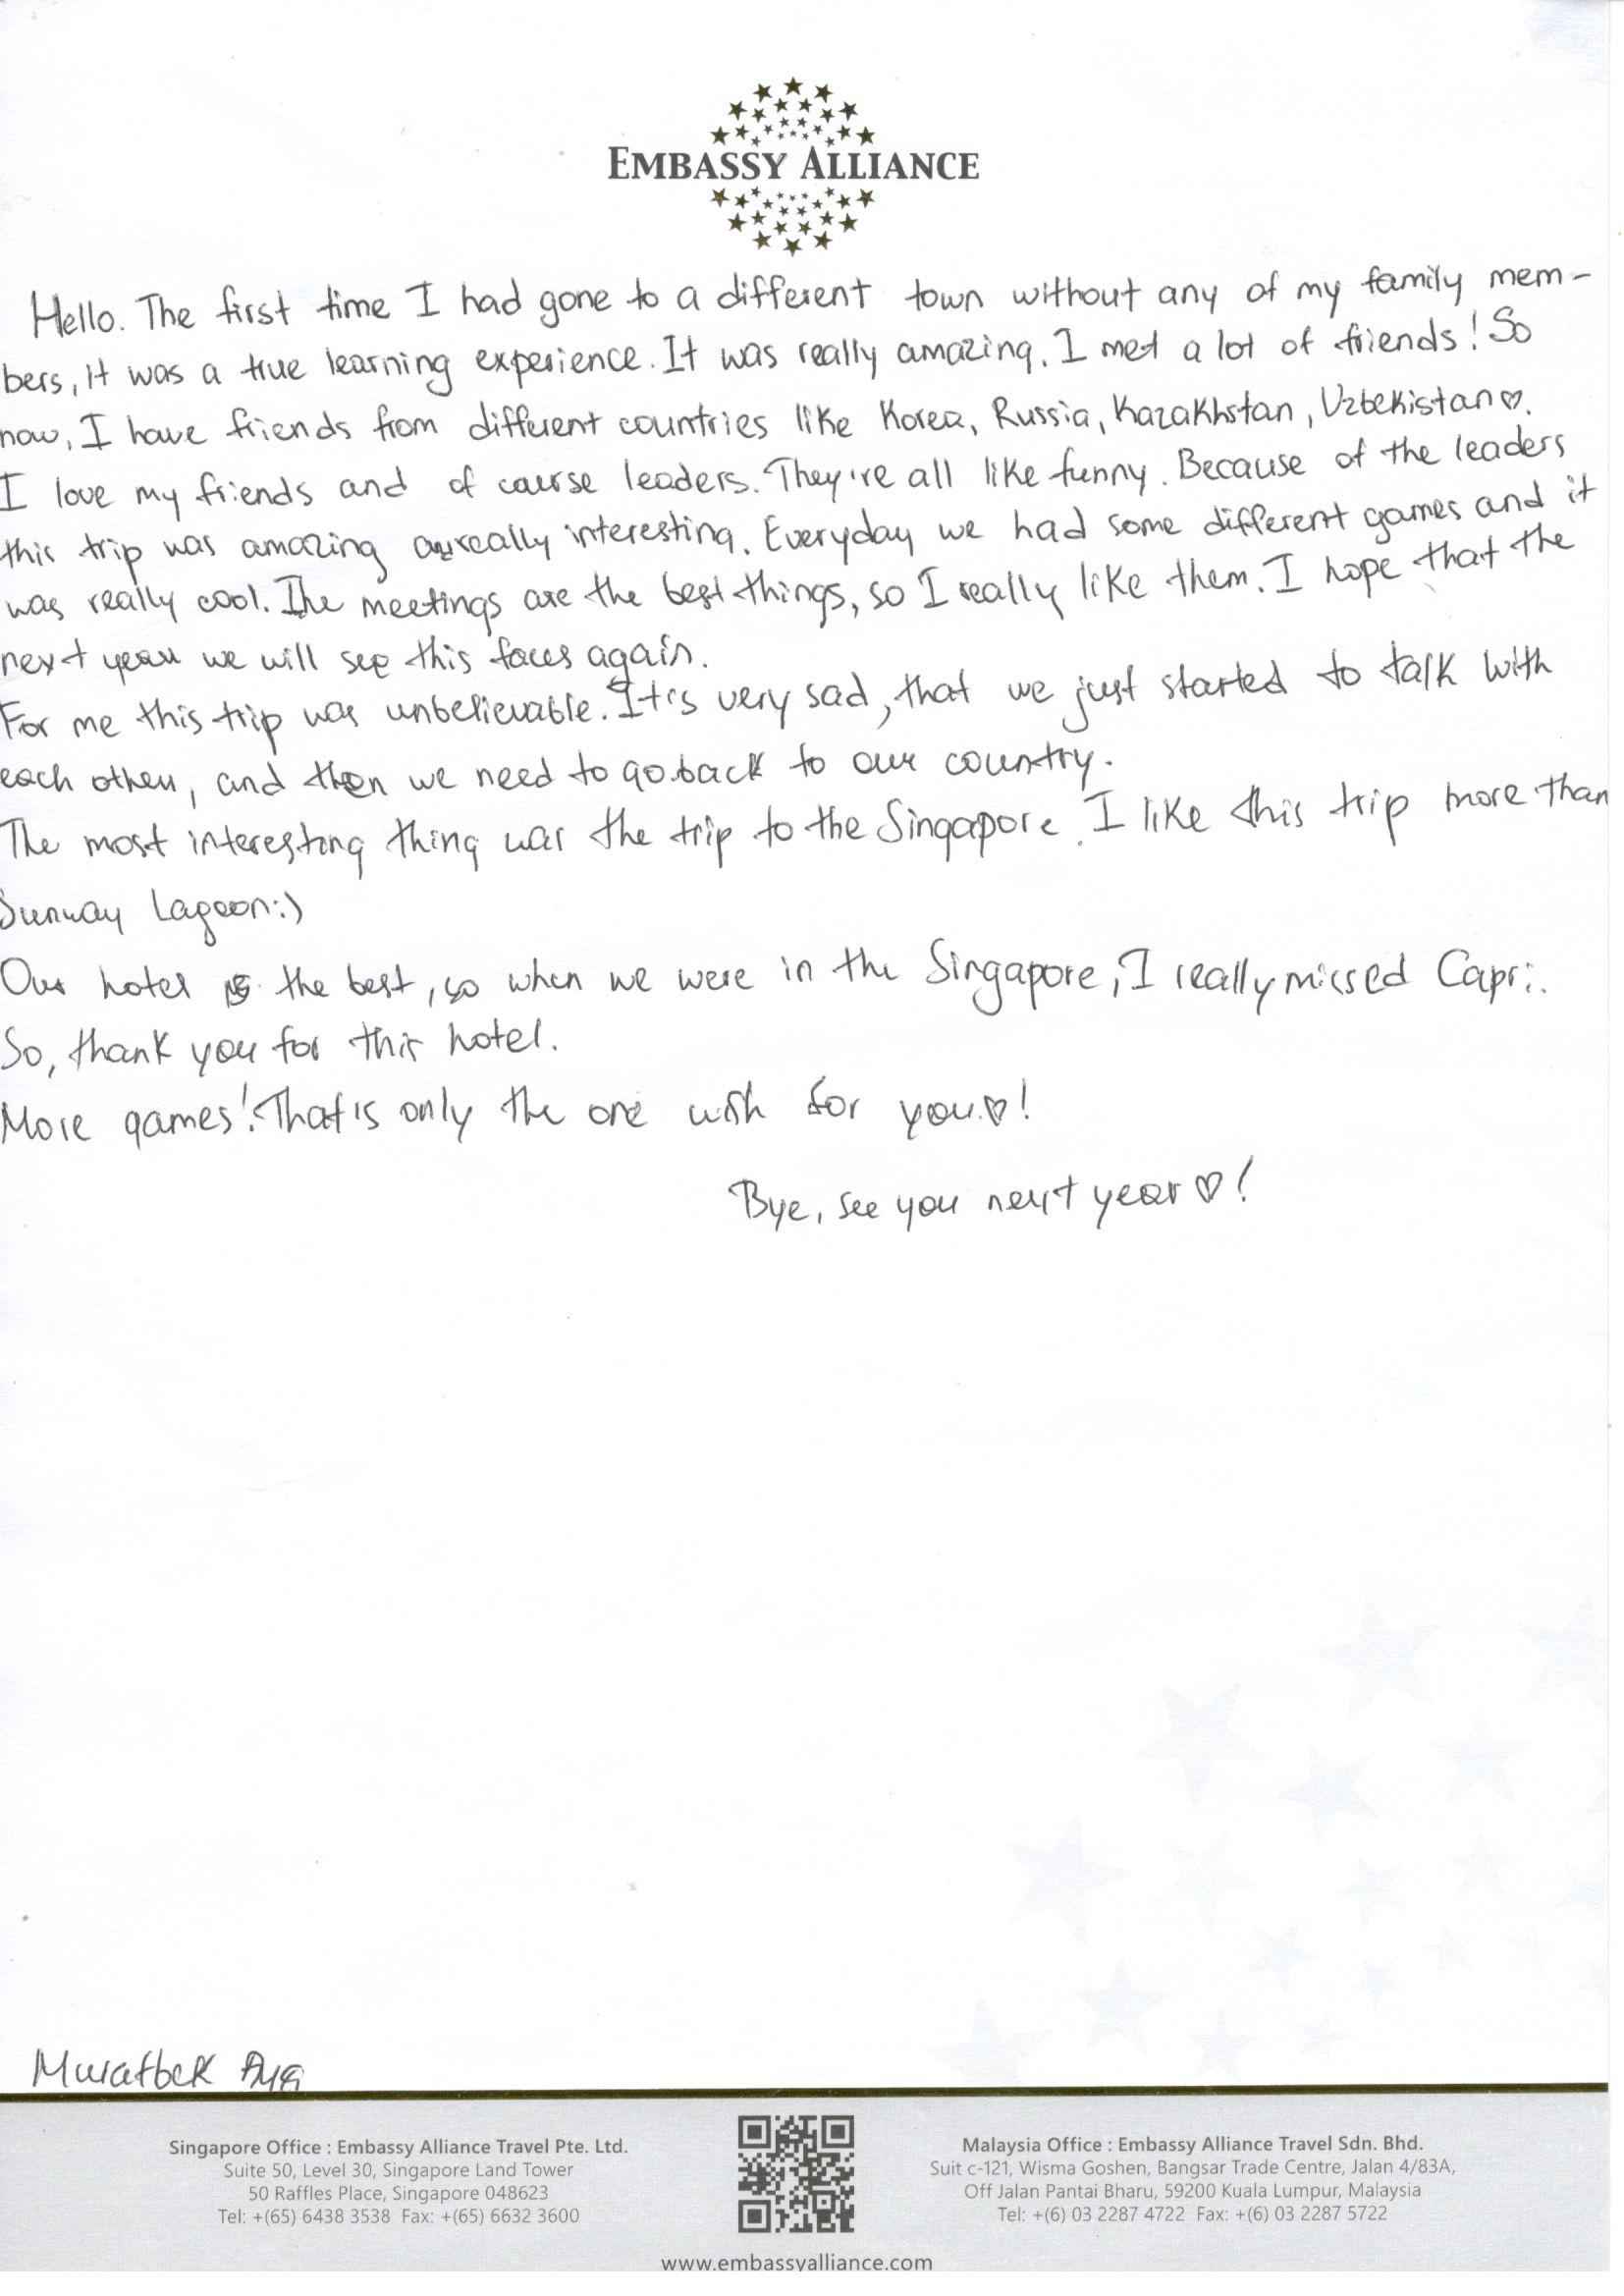 EMBASSY ALLIANCE
Hello. The first time I had gone to a different town without any of my family mem-
bers, it was a true learning experience. It was really amazing. I met a lot of friends! So
now, I have friends from different countries like Korea, Russia, Kazakhstan, Uzbekistan♡.
I love my friends and of course leaders. They're all like funny. Because of the leaders
this trip was amazing really interesting. Everyday we had some different games and it
was really cool. The meetings are the best things, so I really like them. I hope that the
next year we will see this faces again.
For me this trip was unbelievable. It's very sad, that we just started to talk with
each other, and then we need to go back to our country.
The most interesting thing was the trip to the Singapore. I like this trip more than
Sunway Lagoon:)
Our hotel is the best, so when we were in the Singapore, I really missed Capri.
So, thank you for this hotel.
More games! That's only the one wish for you♡!
Bye, see you next year♡!
Muratbek
Singapore Office : Embassy Alliance Travel Pte. Ltd.
Suite 50, Level 30, Singapore Land Tower
50 Raffles Place, Singapore 048623
Tel: +(65) 6438 3538 Fax: +(65) 6632 3600
Malaysia Office : Embassy Alliance Travel Sdn. Bhd.
Suit c-121, Wisma Goshen, Bangsar Trade Centre, Jalan 4/83A,
Off Jalan Pantai Bharu, 59200 Kuala Lumpur, Malaysia
Tel: +(6) 03 2287 4722 Fax: +(6) 03 2287 5722
www.embassyalliance.com